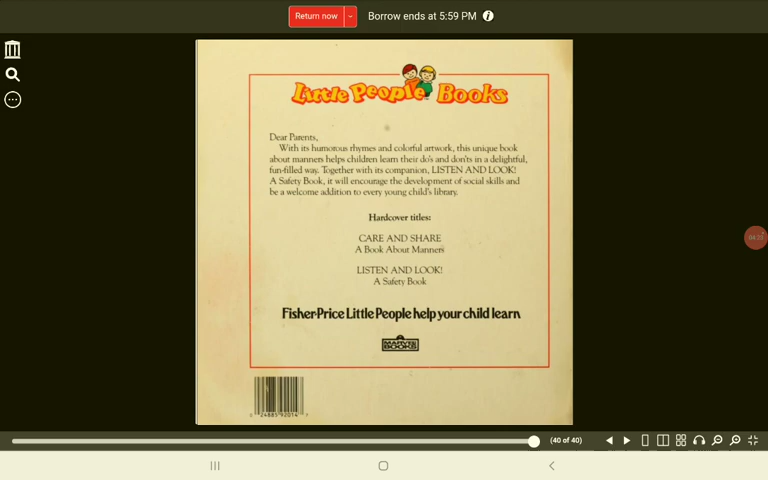 Return now
Borrow ends at 5:59 PM
Little People Books
Dear Parents,
With its humorous rhymes and colorful artwork, this unique book
about manners helps children learn their do's and don'ts in a delightful,
fun-filled way. Together with its companion, LISTEN AND LOOK!
A Safety Book, it will encourage the development of social skills and
be a welcome addition to every young child's library.
Hardcover titles:
CARE AND SHARE
A Book About Manners
LISTEN AND LOOK!
A Safety Book
Fisher-Price Little People help your child learn
MARVEL
BOOKS
(40 of 40)